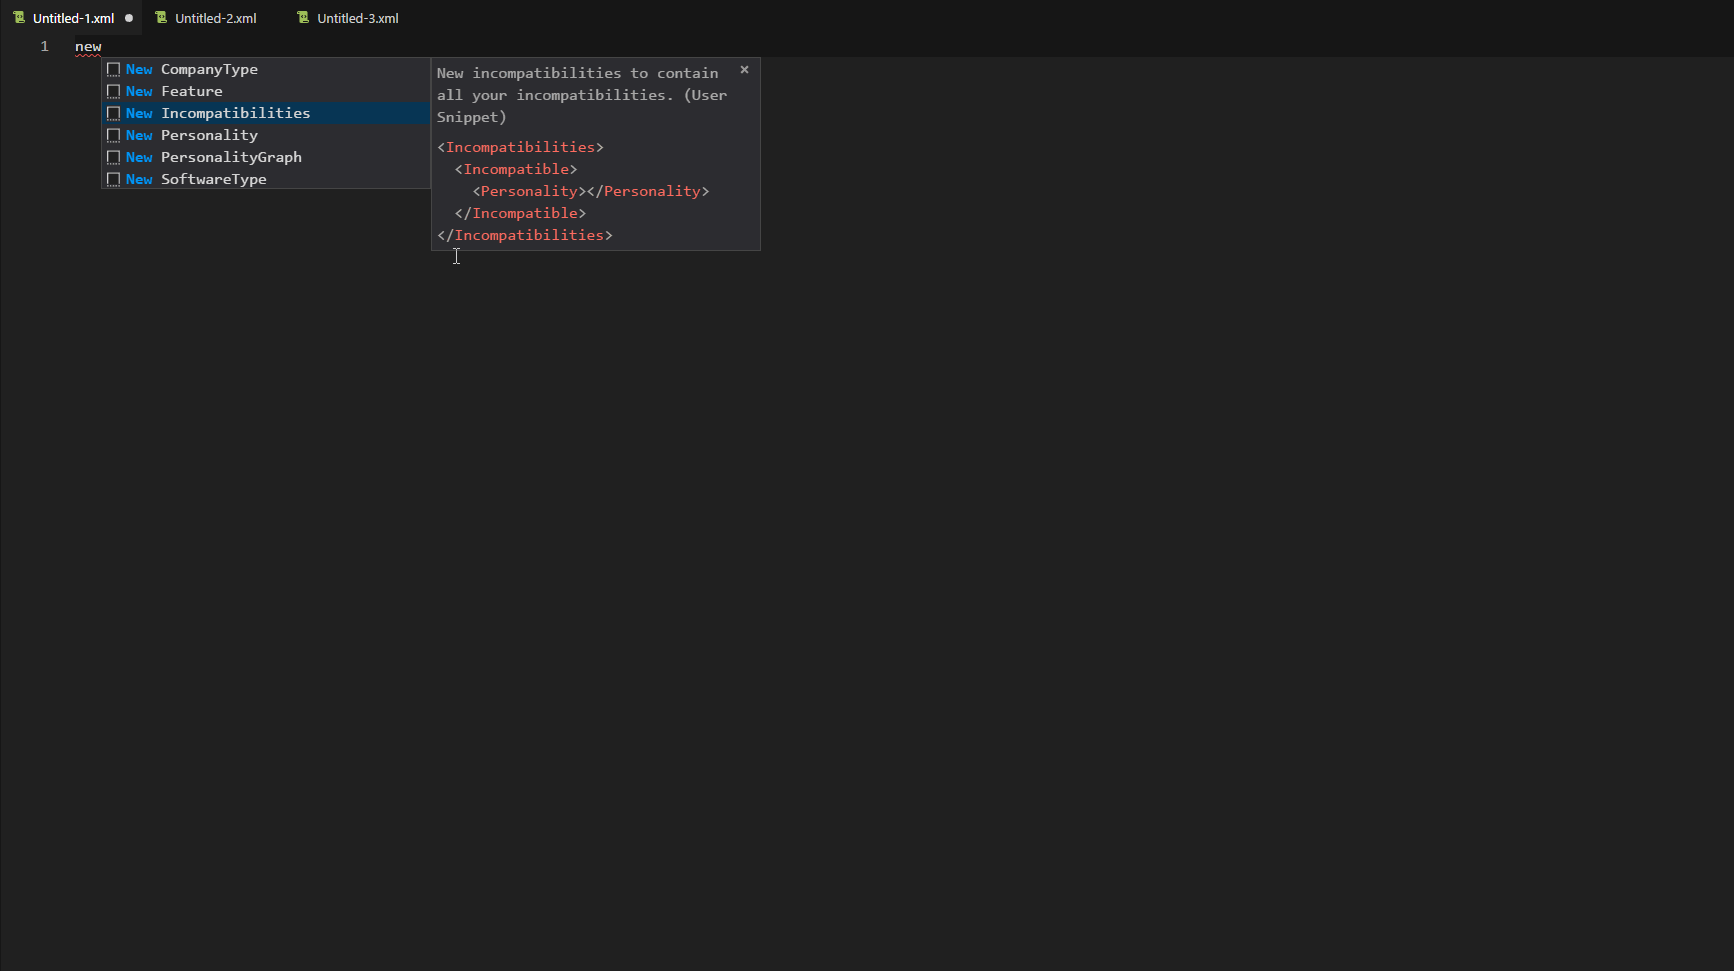 Untitled-1.xml Untitled-2.xml Untitled-3.xml
1 new
New CompanyType
New Feature
New Incompatibilities
New Personality
New PersonalityGraph
New SoftwareType
New incompatibilities to contain
all your incompatibilities. (User
Snippet)
<Incompatibilities>
<Incompatible>
<Personality></Personality>
</Incompatible>
</Incompatibilities>